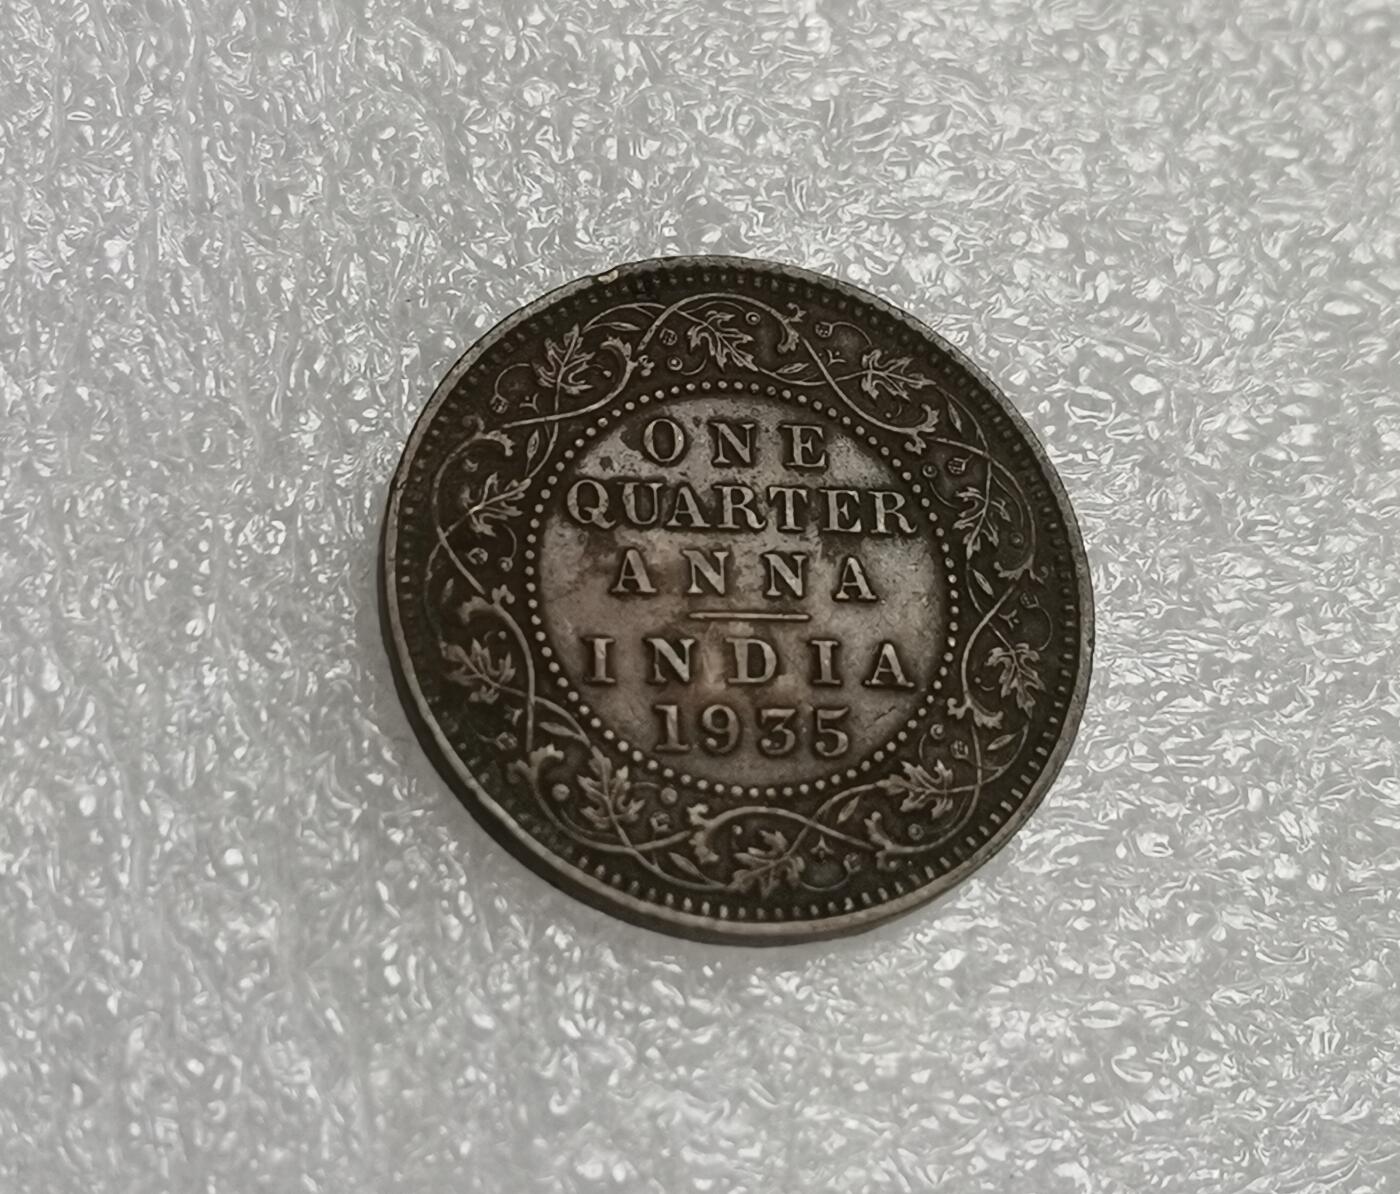 ONE
QUARTER
ANNA
INDIA
1935